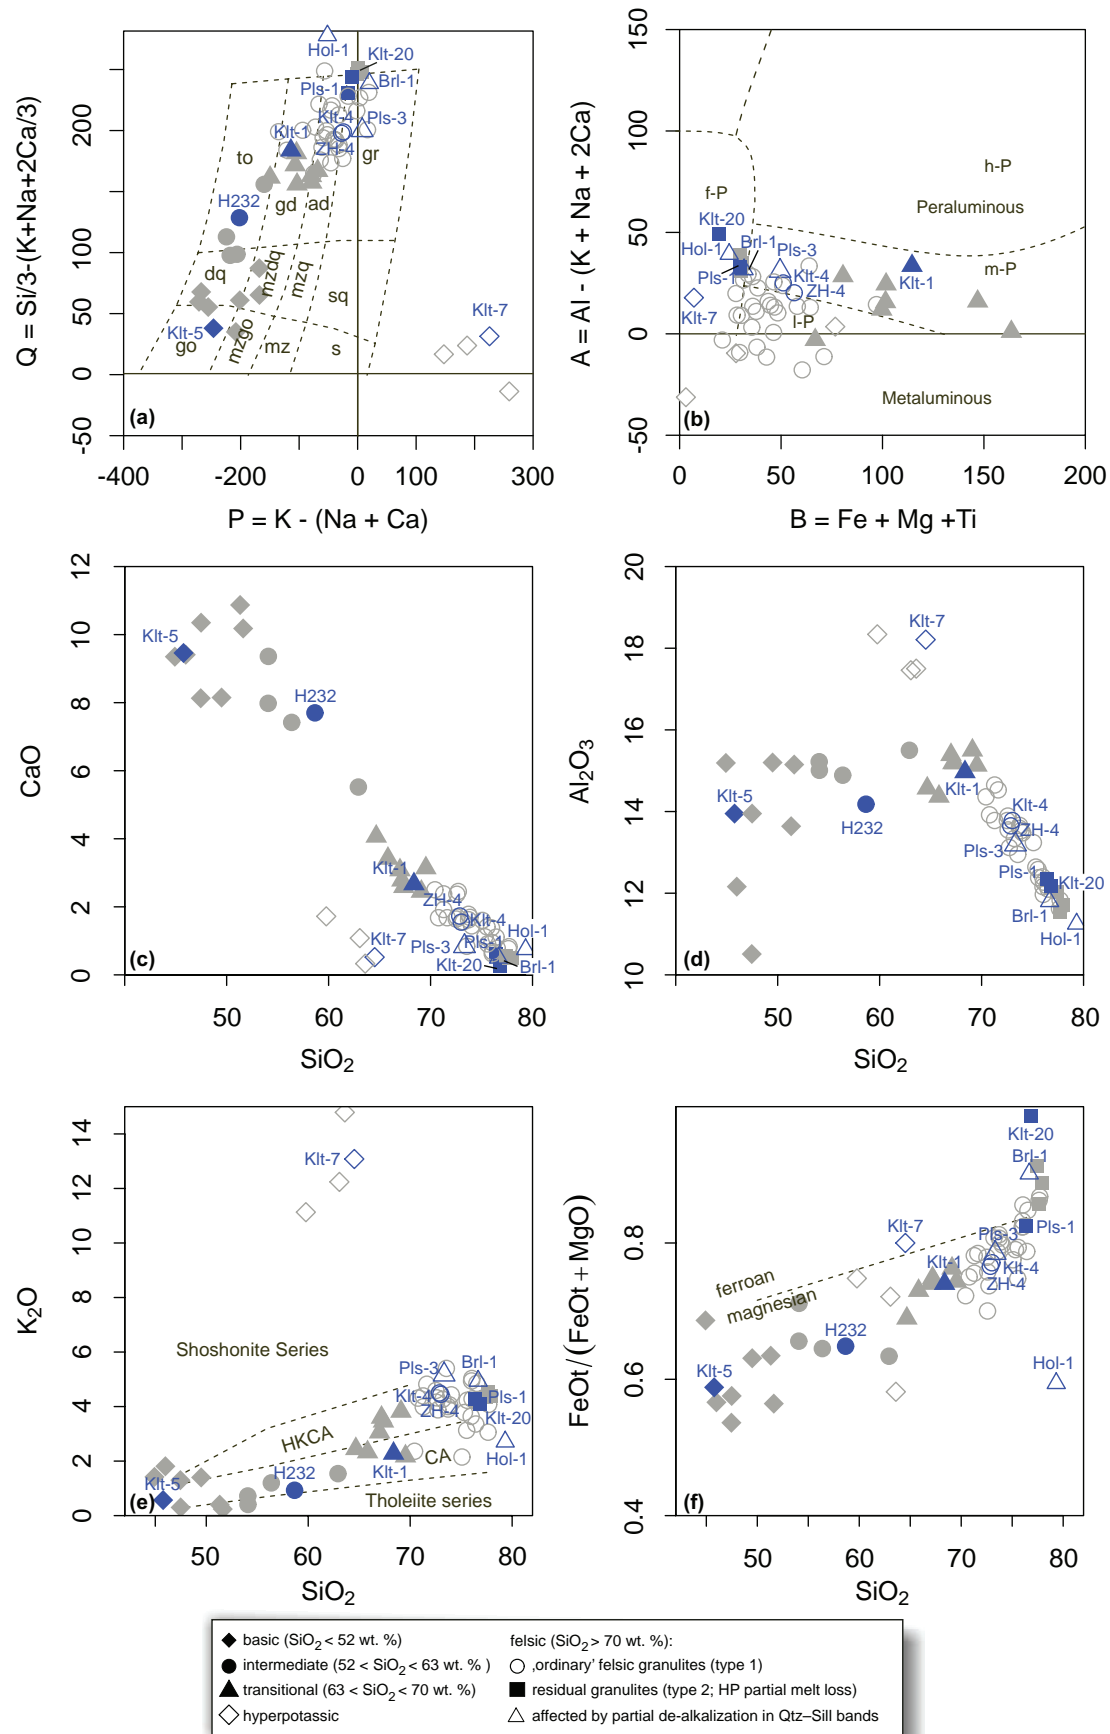 Q = Si/3-(K+Na+2Ca/3)
-50 0 50 100 200
Hol-1
Klt-20
Pls-1
Brl-1
Klt-4
Pls-3
Klt-1
ZH-4
to
gr
H232
gd
ad
dq
mzdq
mzq
sq
Klt-5
Klt-7
go
mzgo
mz
s
(a)
-400 -200 0 100 300
P = K - (Na + Ca)
A = Al - (K + Na + 2Ca)
-50 0 50 100 150
h-P
f-P
Peraluminous
Klt-20
Hol-1
Brl-1
Pls-3
m-P
Pls-1
Klt-4
Klt-1
ZH-4
Klt-7
l-P
Metaluminous
(b)
0 50 100 150 200
B = Fe + Mg +Ti
CaO
0 2 4 6 8 10 12
Klt-5
H232
Klt-1
ZH-4
Klt-4
Hol-1
Klt-7
Pls-3
Pls-1
Klt-20
Brl-1
(c)
50 60 70 80
SiO2
Al2O3
10 12 14 16 18 20
Klt-7
Klt-5
Klt-1
H232
Klt-4
ZH-4
Pls-3
Pls-1
Klt-20
Brl-1
Hol-1
(d)
50 60 70 80
SiO2
K2O
0 2 4 6 8 10 12 14
Klt-7
Shoshonite Series
Pls-3
Brl-1
Klt-4
Pls-1
ZH-4
Klt-20
HKCA
CA
Hol-1
Klt-5
H232
Klt-1
Tholeiite series
(e)
50 60 70 80
SiO2
FeOt/(FeOt + MgO)
0.4 0.6 0.8
Klt-20
Brl-1
Klt-7
Pls-3
Pls-1
Klt-1
Klt-4
ZH-4
ferroan
magnesian
H232
Klt-5
Hol-1
(f)
50 60 70 80
SiO2
basic (SiO2 < 52 wt. %)
intermediate (52 < SiO2 < 63 wt. % )
transitional (63 < SiO2 < 70 wt. %)
hyperpotassic
felsic (SiO2 > 70 wt. %):
‚ordinary’ felsic granulites (type 1)
residual granulites (type 2; HP partial melt loss)
affected by partial de-alkalization in Qtz–Sill bands